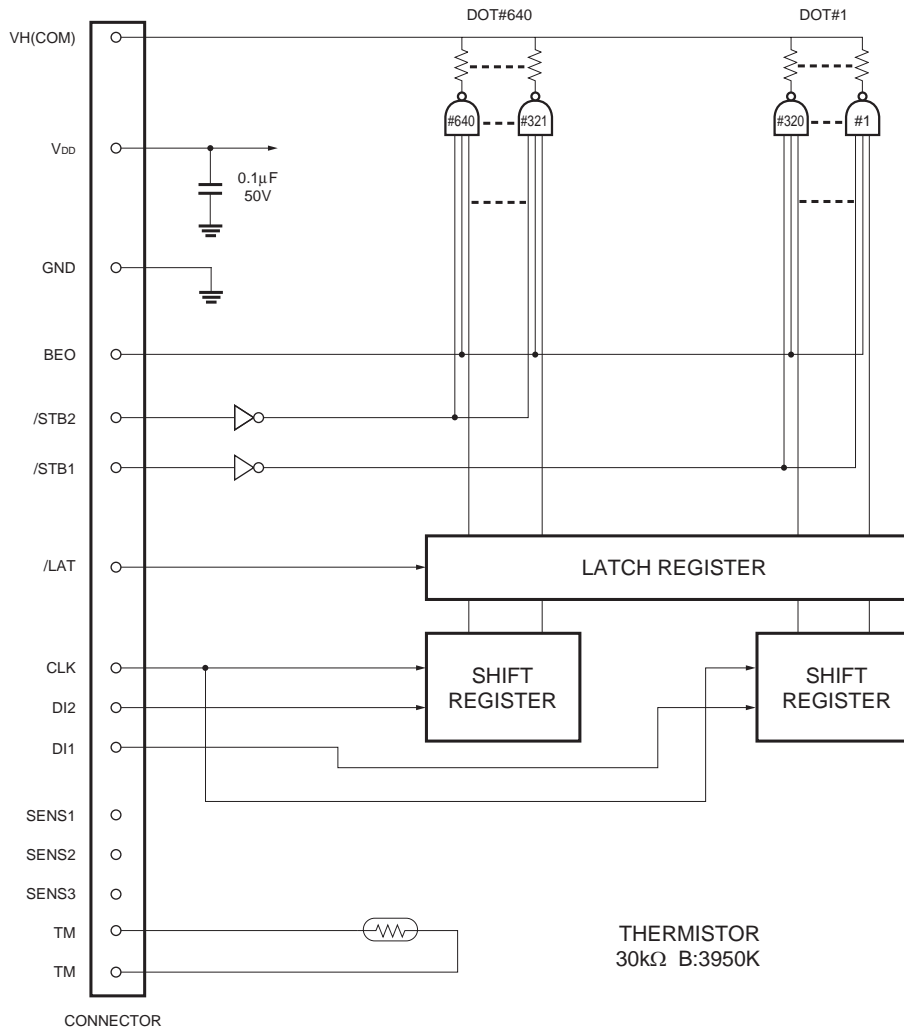 DOT#640
DOT#1
VH(COM)
#640
#321
#320
#1
VDD
0.1μF
50V
GND
BEO
/STB2
/STB1
/LAT
LATCH REGISTER
CLK
SHIFT
REGISTER
SHIFT
REGISTER
DI2
DI1
SENS1
SENS2
SENS3
TM
THERMISTOR
30kΩ B:3950K
TM
CONNECTOR